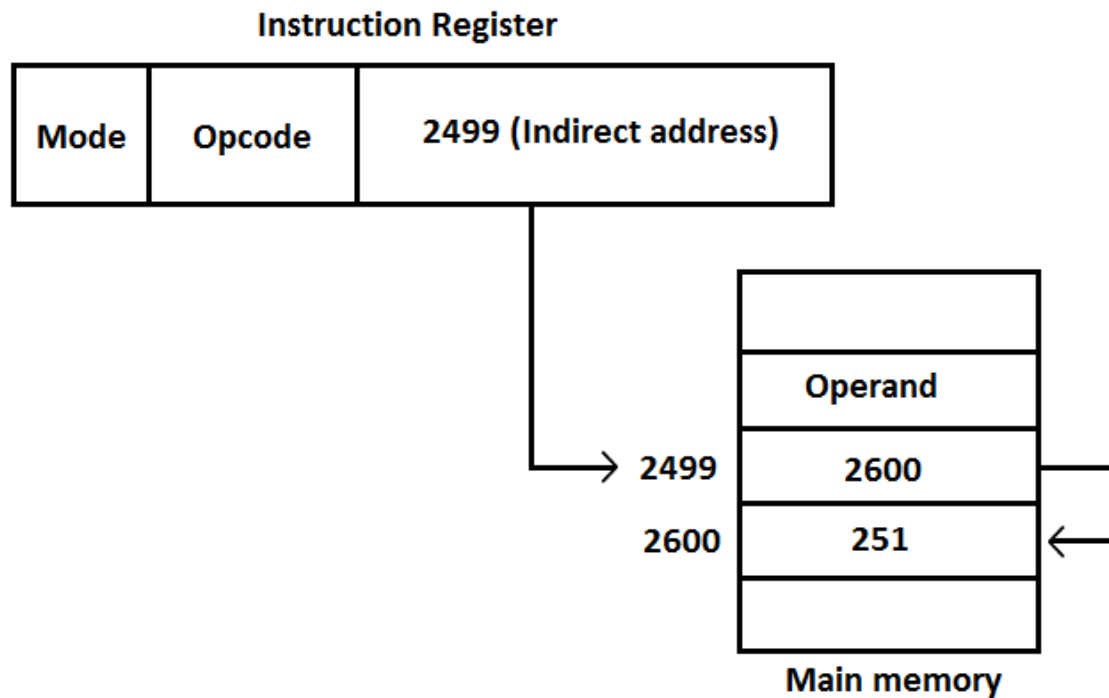 Instruction Register
Mode Opcode 2499 (Indirect address)
Operand
2499 2600
2600 251
Main memory